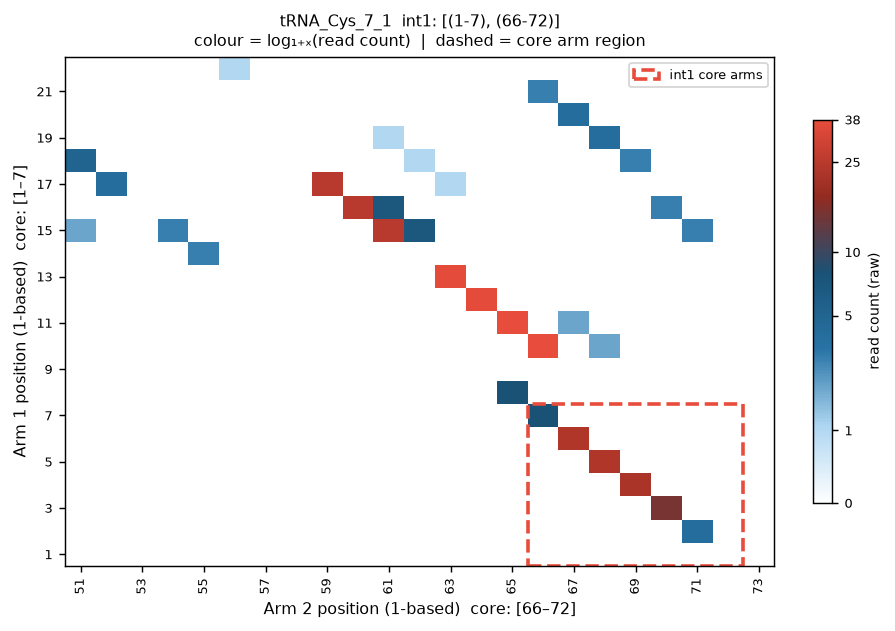 tRNA_Cys_7_1  int1: [(1-7), (66-72)]
colour = log₁₊ₓ(read count)  |  dashed = core arm region
int1 core arms
Arm 1 position (1-based)  core: [1–7]
21
19
17
15
13
11
9
7
5
3
1
51 53 55 57 59 61 63 65 67 69 71 73
Arm 2 position (1-based)  core: [66–72]
38
25
10
5
1
0
read count (raw)